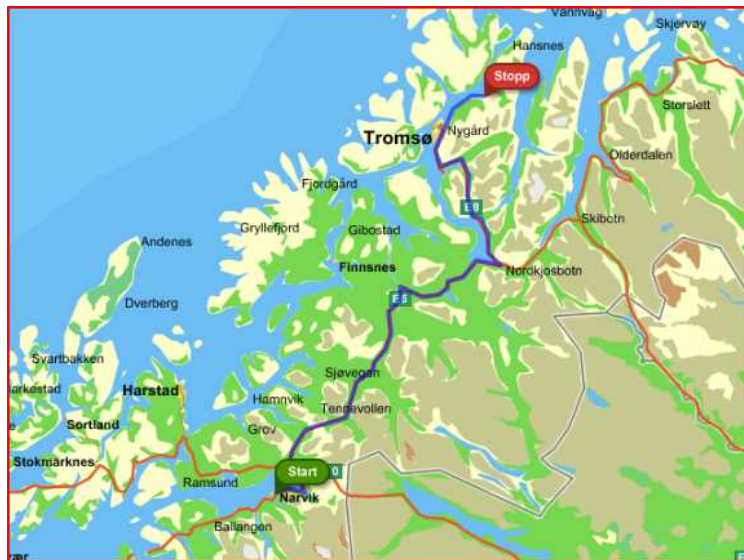 Vannvåg
Skjervøy
Hansnes
Stopp
Storslett
Nygård
Tromsø
Olderdalen
Fjordgård
E8
Skibotn
Gryllefjord
Gibostad
Andenes
Finnsnes
Nordkjosbotn
Dverberg
E6
Svartbakken
Sjøvegan
Harstad
Hamnvik
Tennevollen
Sortland
Grov
Stokmarknes
Start
Ramsund
Narvik
Ballangen